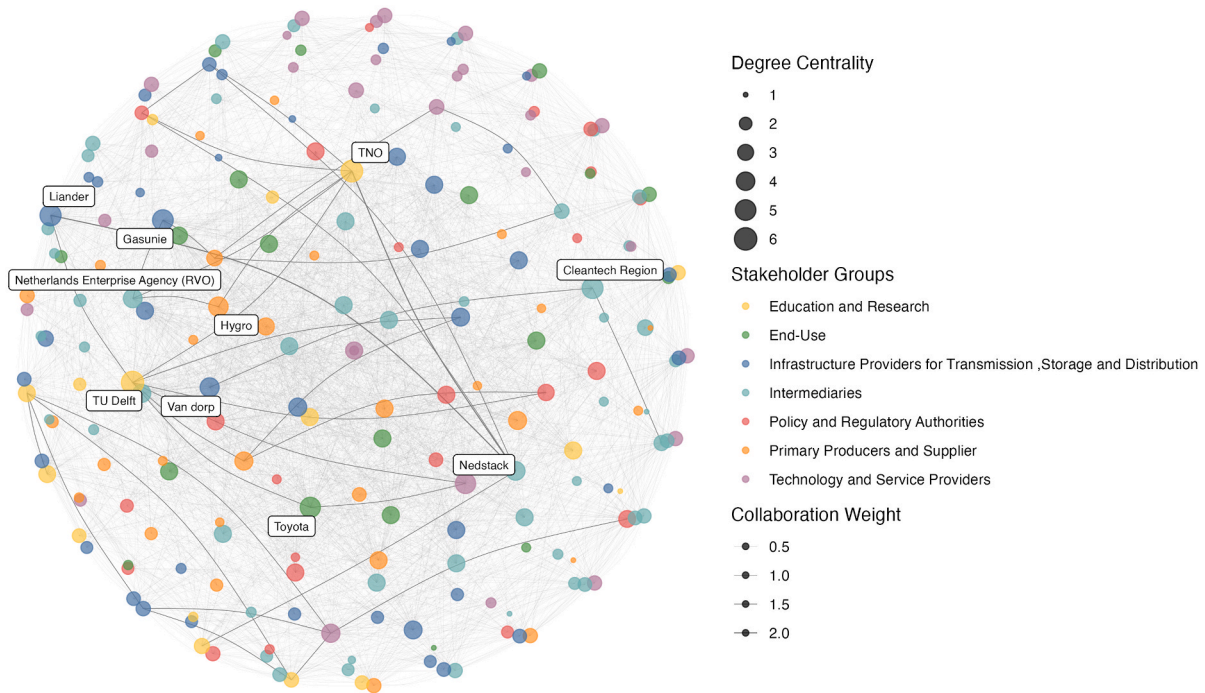 TNO
Liander
Gasunie
Cleantech Region
Netherlands Enterprise Agency (RVO)
Hygro
TU Delft
Van dorp
Nedstack
Toyota
Degree Centrality
1
2
3
4
5
6
Stakeholder Groups
Education and Research
End-Use
Infrastructure Providers for Transmission ,Storage and Distribution
Intermediaries
Policy and Regulatory Authorities
Primary Producers and Supplier
Technology and Service Providers
Collaboration Weight
0.5
1.0
1.5
2.0